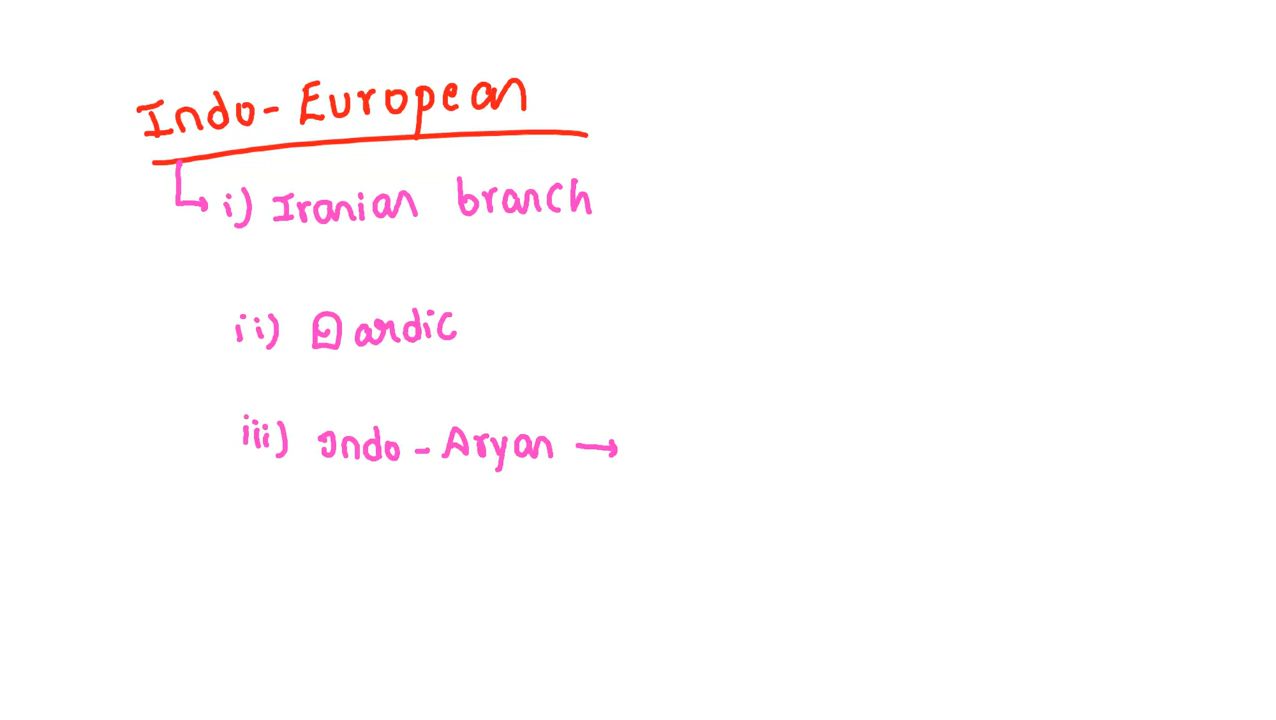 Indo-European
i) Iranian branch
ii) Dardic
iii) Indo-Aryan →